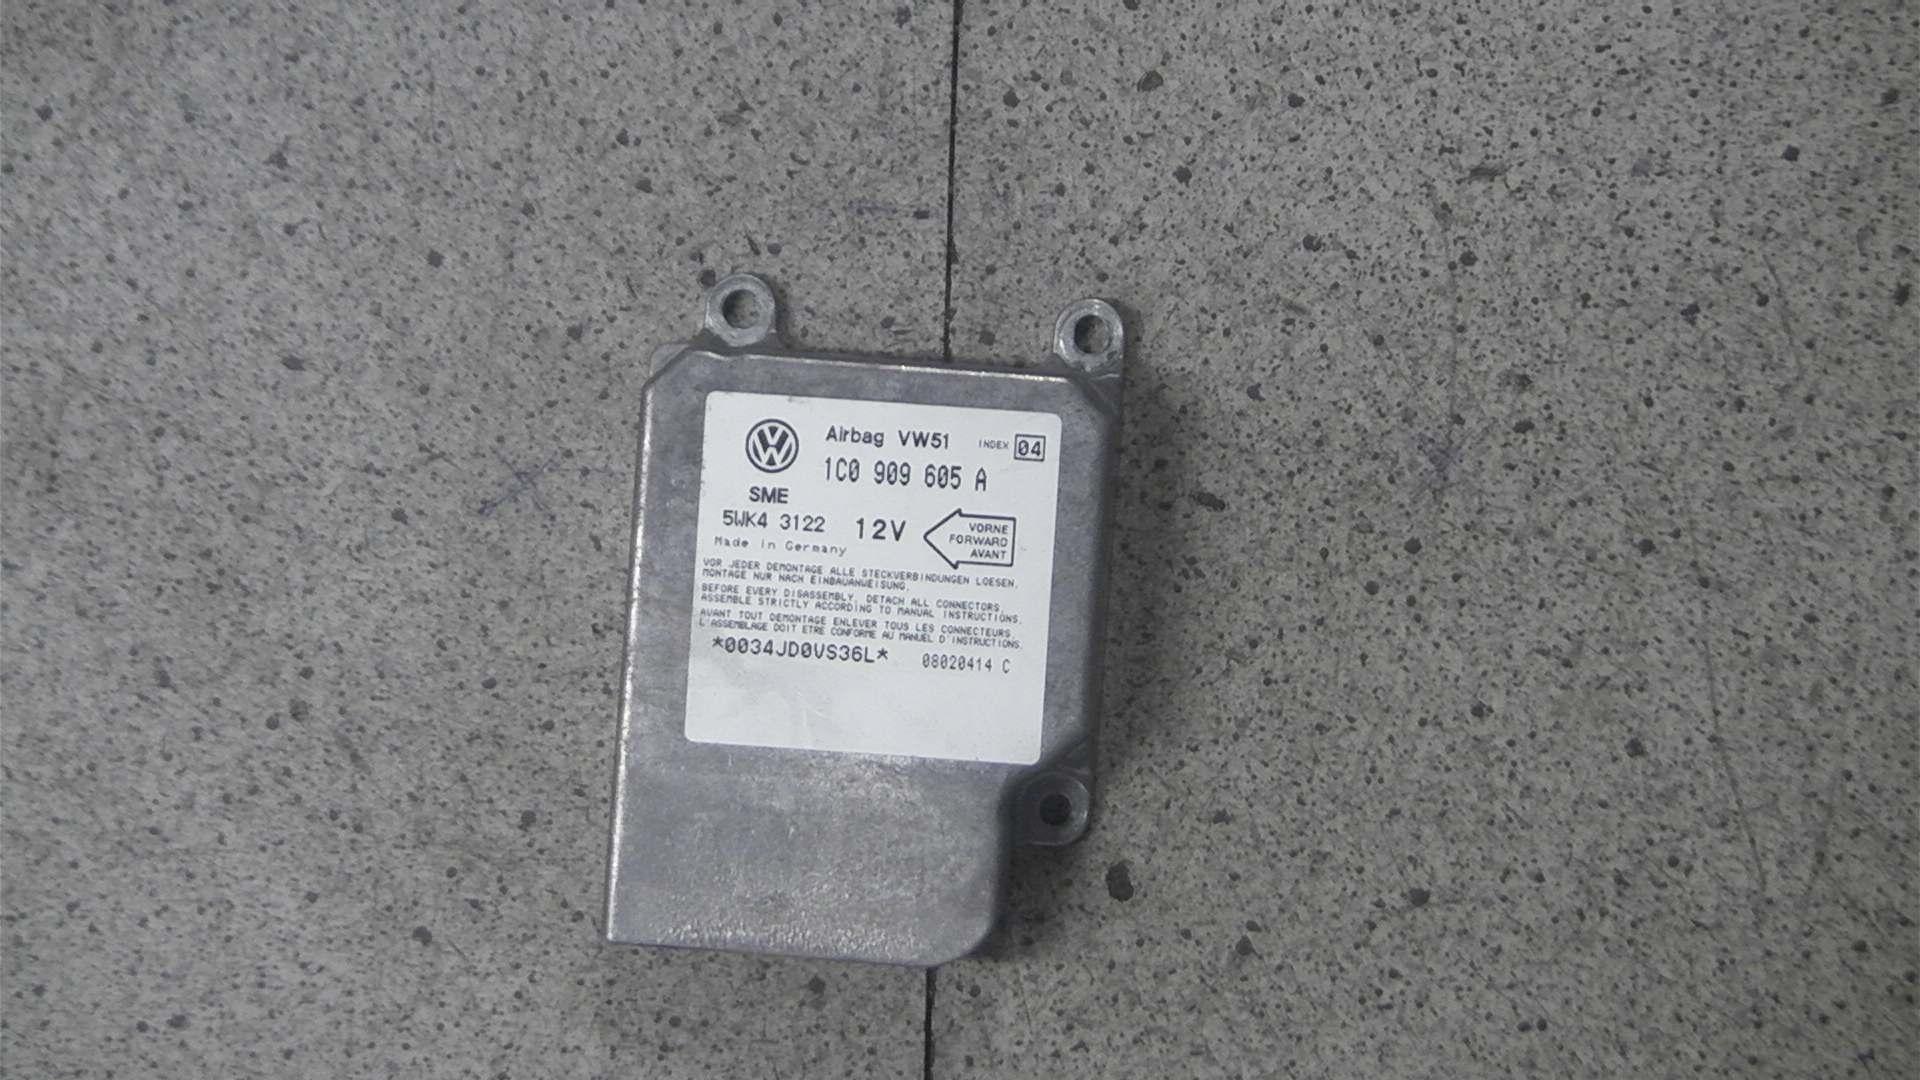 Airbag VW51 INDEX 04
1C0 909 605 A
SME
5WK4 3122 12V
VORNE
FORWARD
AVANT
Made in Germany
VOR JEDER DEMONTAGE ALLE STECKVERBINDUNGEN LOESEN.
MONTAGE NUR NACH EINBAUANWEISUNG.
BEFORE EVERY DISASSEMBLY, DETACH ALL CONNECTORS.
ASSEMBLE STRICTLY ACCORDING TO MANUAL INSTRUCTIONS.
AVANT TOUT DEMONTAGE ENLEVER TOUS LES CONNECTEURS.
L'ASSEMBLAGE DOIT ETRE CONFORME AU MANUEL D'INSTRUCTIONS.
*0034JD0VS36L* 08020414 C